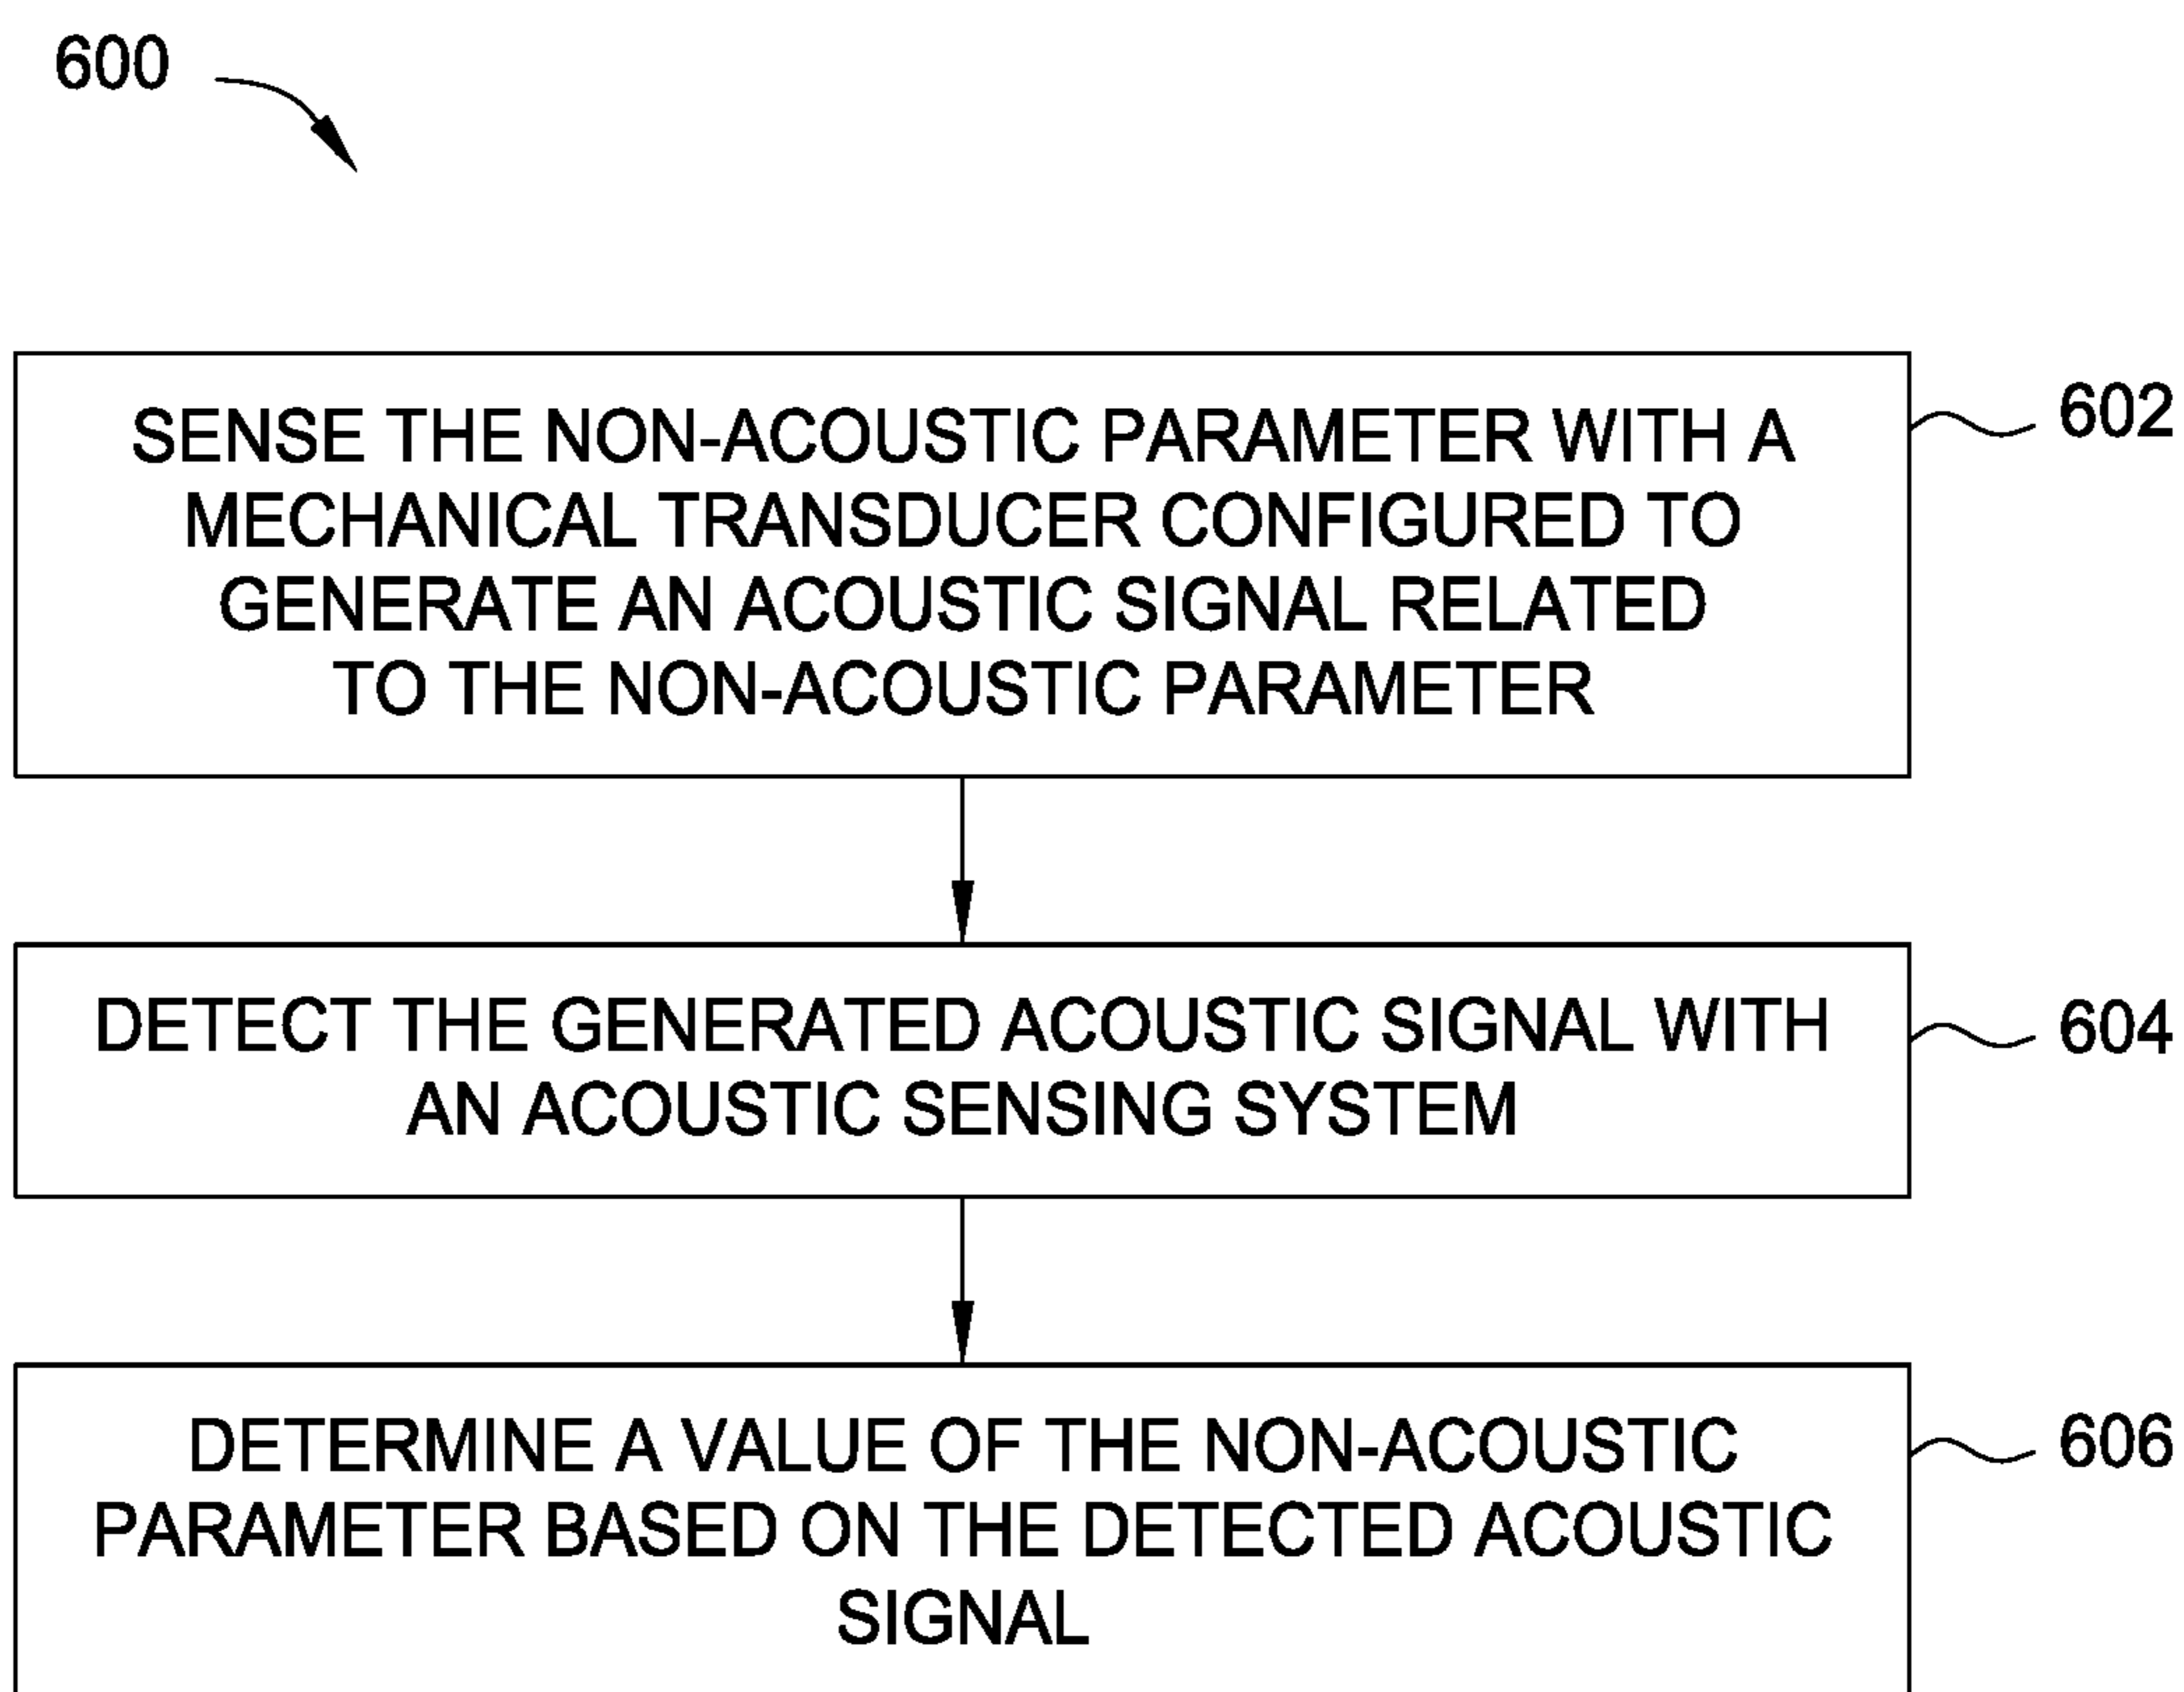 600
SENSE THE NON-ACOUSTIC PARAMETER WITH A
MECHANICAL TRANSDUCER CONFIGURED TO
GENERATE AN ACOUSTIC SIGNAL RELATED
TO THE NON-ACOUSTIC PARAMETER
602
DETECT THE GENERATED ACOUSTIC SIGNAL WITH
AN ACOUSTIC SENSING SYSTEM
604
DETERMINE A VALUE OF THE NON-ACOUSTIC
PARAMETER BASED ON THE DETECTED ACOUSTIC
SIGNAL
606